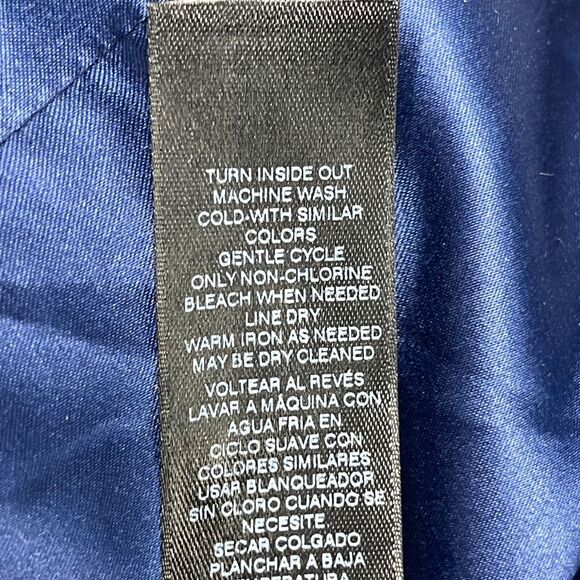 TURN INSIDE OUT
MACHINE WASH
COLD-WITH SIMILAR
COLORS
GENTLE CYCLE
ONLY NON-CHLORINE
BLEACH WHEN NEEDED
LINE DRY
WARM IRON AS NEEDED
MAY BE DRY CLEANED
VOLTEAR AL REVÉS
LAVAR A MÁQUINA CON
AGUA FRIA EN
CICLO SUAVE CON
COLORES SIMILARES
USAR BLANQUEADOR
SIN CLORO CUANDO SE
NECESITE
SECAR COLGADO
PLANCHAR A BAJA